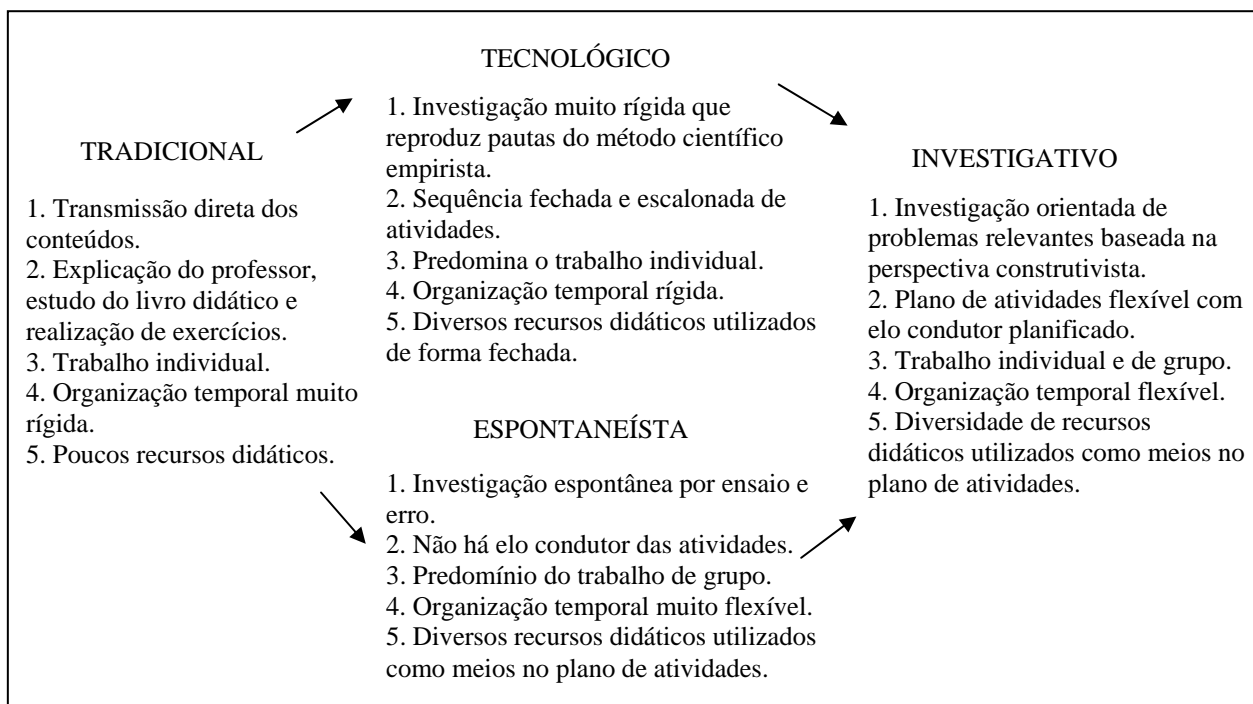 TRADICIONAL
1. Transmissão direta dos
conteúdos.
2. Explicação do professor,
estudo do livro didático e
realização de exercícios.
3. Trabalho individual.
4. Organização temporal muito
rígida.
5. Poucos recursos didáticos.
TECNOLÓGICO
1. Investigação muito rígida que
reproduz pautas do método científico
empirista.
2. Sequência fechada e escalonada de
atividades.
3. Predomina o trabalho individual.
4. Organização temporal rígida.
5. Diversos recursos didáticos utilizados
de forma fechada.
ESPONTANEÍSTA
1. Investigação espontânea por ensaio e
erro.
2. Não há elo condutor das atividades.
3. Predomínio do trabalho de grupo.
4. Organização temporal muito flexível.
5. Diversos recursos didáticos utilizados
como meios no plano de atividades.
INVESTIGATIVO
1. Investigação orientada de
problemas relevantes baseada na
perspectiva construtivista.
2. Plano de atividades flexível com
elo condutor planificado.
3. Trabalho individual e de grupo.
4. Organização temporal flexível.
5. Diversidade de recursos
didáticos utilizados como meios no
plano de atividades.